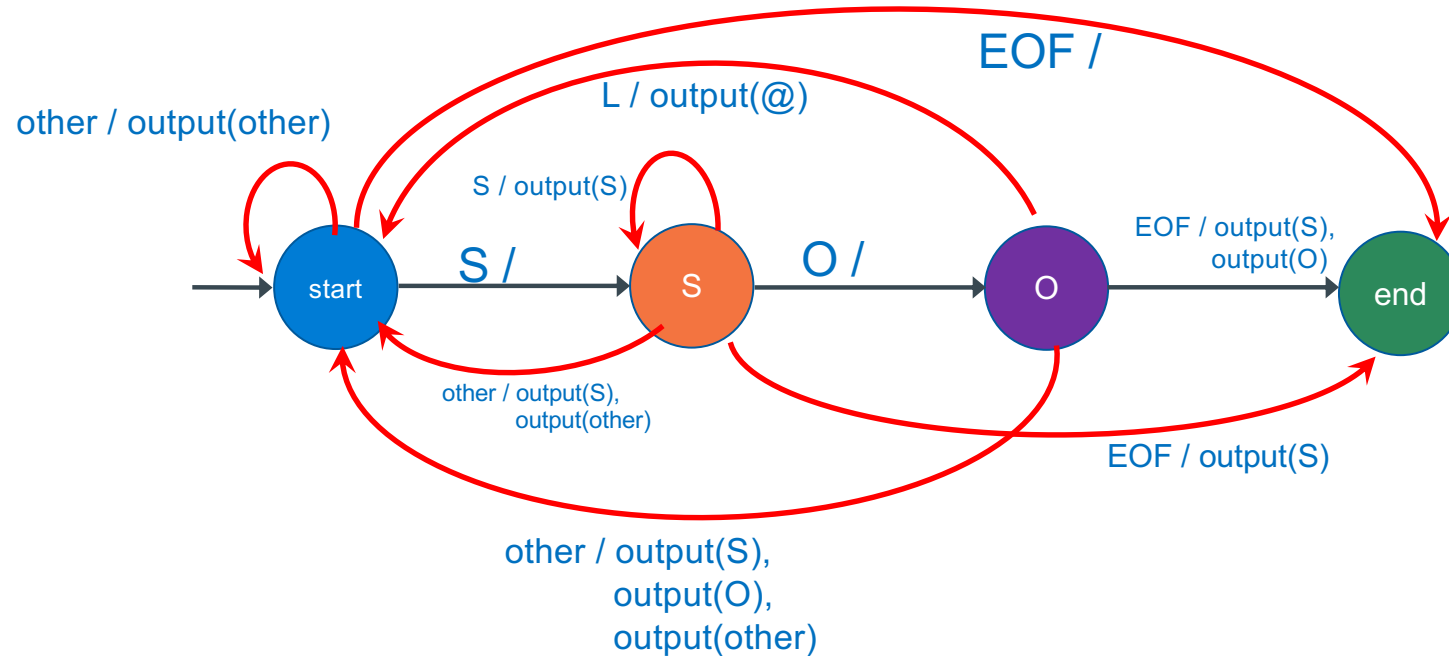 EOF /
L / output(@)
other / output(other)
S / output(S)
EOF / output(S),
output(O)
S /
O /
start
S
O
end
other / output(S),
output(other)
EOF / output(S)
other / output(S),
output(O),
output(other)